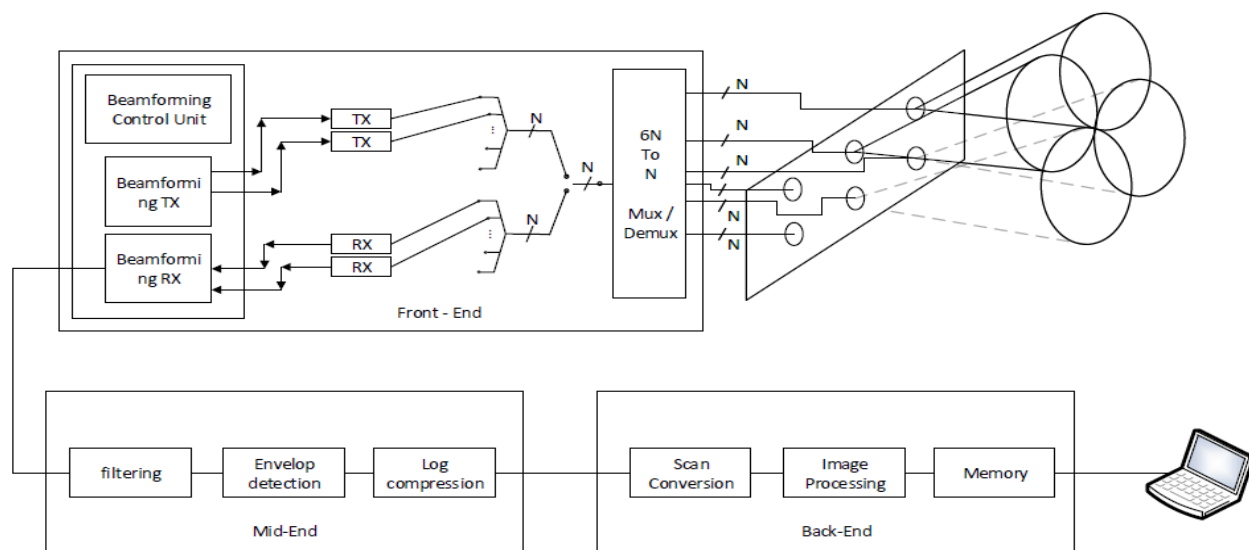 Beamforming
Control Unit
Beamformi
ng TX
Beamformi
ng RX
TX
TX
⋮
N
RX
RX
⋮
N
N
Front - End
6N
To
N
Mux /
Demux
N
N
N
N
N
filtering
Envelop
detection
Log
compression
Mid-End
Scan
Conversion
Image
Processing
Memory
Back-End